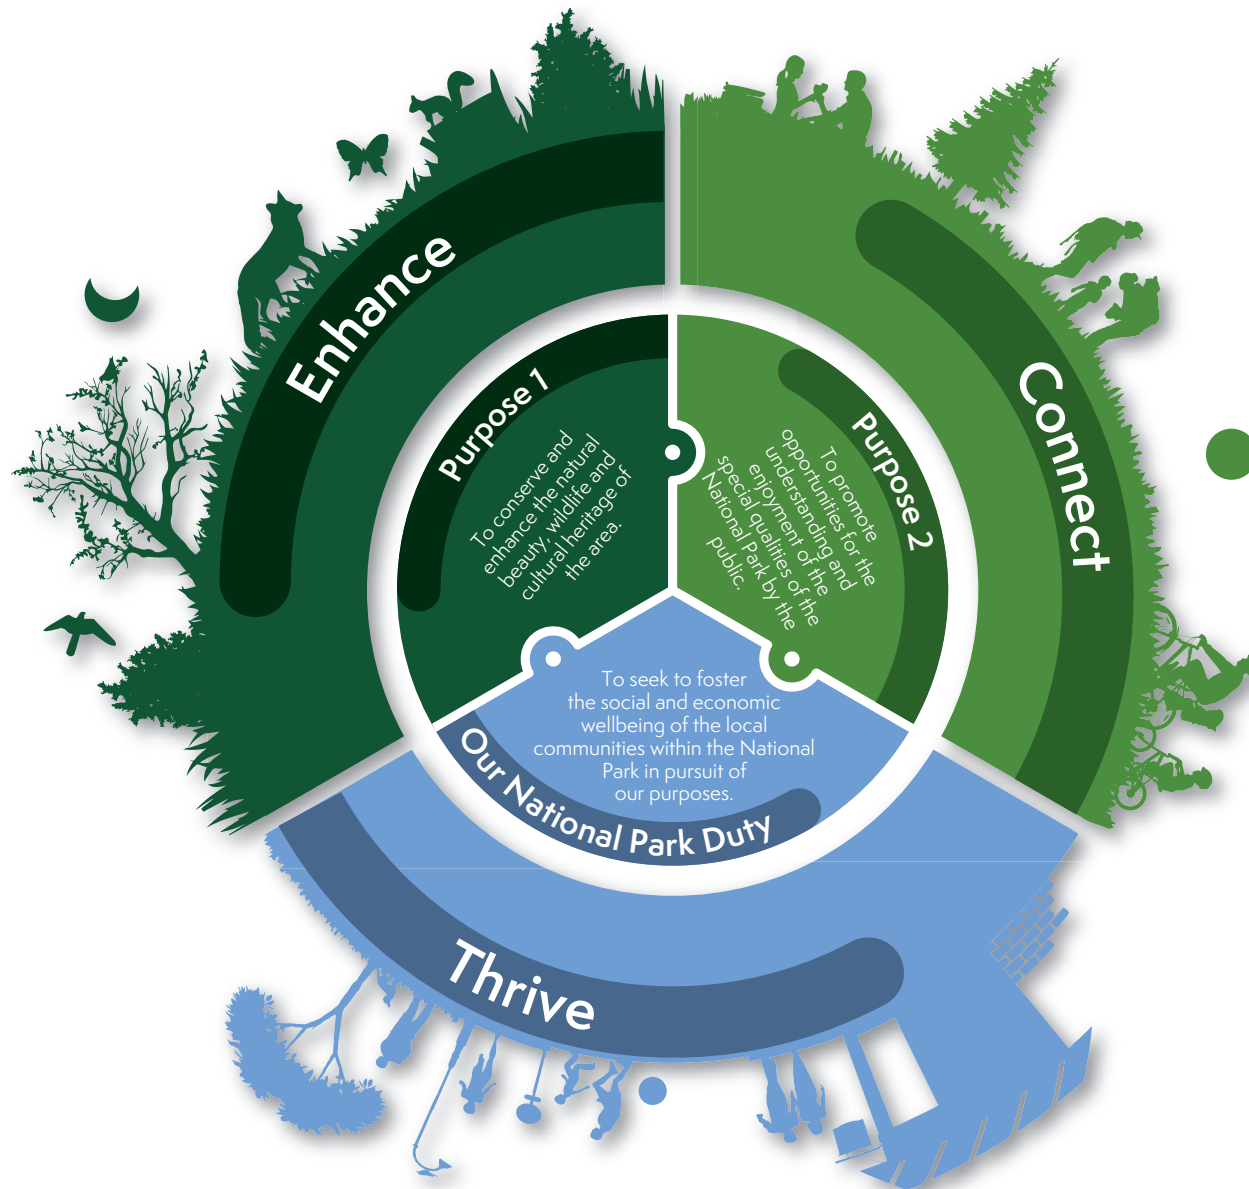 Enhance
Purpose 1
To conserve and
enhance the natural
beauty, wildlife and
cultural heritage of
the area.
Connect
Purpose 2
To promote
opportunities for the
understanding and
enjoyment of the
special qualities of the
National Park by the
public.
To seek to foster
the social and economic
wellbeing of the local
communities within the National
Park in pursuit of
our purposes.
Our National Park Duty
Thrive